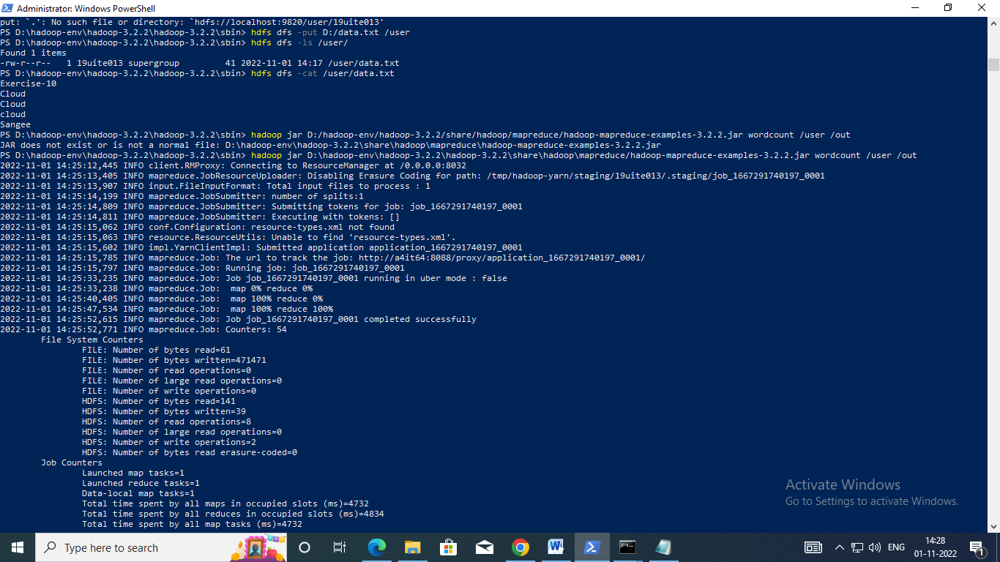 Administrator: Windows PowerShell
put: `.': No such file or directory: `hdfs://localhost:9820/user/19uite013'
PS D:\hadoop-env\hadoop-3.2.2\hadoop-3.2.2\sbin> hdfs dfs -put D:/data.txt /user
PS D:\hadoop-env\hadoop-3.2.2\hadoop-3.2.2\sbin> hdfs dfs -ls /user/
Found 1 items
-rw-r--r--   1 19uite013 supergroup         41 2022-11-01 14:17 /user/data.txt
PS D:\hadoop-env\hadoop-3.2.2\hadoop-3.2.2\sbin> hdfs dfs -cat /user/data.txt
Exercise-10
Cloud
Cloud
cloud
Sangee
PS D:\hadoop-env\hadoop-3.2.2\hadoop-3.2.2\sbin> hadoop jar D:/hadoop-env/hadoop-3.2.2/share/hadoop/mapreduce/hadoop-mapreduce-examples-3.2.2.jar wordcount /user /out
JAR does not exist or is not a normal file: D:\hadoop-env\hadoop-3.2.2\share\hadoop\mapreduce\hadoop-mapreduce-examples-3.2.2.jar
PS D:\hadoop-env\hadoop-3.2.2\hadoop-3.2.2\sbin> hadoop jar D:\hadoop-env\hadoop-3.2.2\hadoop-3.2.2\share\hadoop\mapreduce/hadoop-mapreduce-examples-3.2.2.jar wordcount /user /out
2022-11-01 14:25:12,445 INFO client.RMProxy: Connecting to ResourceManager at /0.0.0.0:8032
2022-11-01 14:25:13,405 INFO mapreduce.JobResourceUploader: Disabling Erasure Coding for path: /tmp/hadoop-yarn/staging/19uite013/.staging/job_1667291740197_0001
2022-11-01 14:25:13,907 INFO input.FileInputFormat: Total input files to process : 1
2022-11-01 14:25:14,199 INFO mapreduce.JobSubmitter: number of splits:1
2022-11-01 14:25:14,809 INFO mapreduce.JobSubmitter: Submitting tokens for job: job_1667291740197_0001
2022-11-01 14:25:14,811 INFO mapreduce.JobSubmitter: Executing with tokens: []
2022-11-01 14:25:15,062 INFO conf.Configuration: resource-types.xml not found
2022-11-01 14:25:15,063 INFO resource.ResourceUtils: Unable to find 'resource-types.xml'.
2022-11-01 14:25:15,602 INFO impl.YarnClientImpl: Submitted application application_1667291740197_0001
2022-11-01 14:25:15,785 INFO mapreduce.Job: The url to track the job: http://a4it64:8088/proxy/application_1667291740197_0001/
2022-11-01 14:25:15,797 INFO mapreduce.Job: Running job: job_1667291740197_0001
2022-11-01 14:25:33,235 INFO mapreduce.Job: Job job_1667291740197_0001 running in uber mode : false
2022-11-01 14:25:33,238 INFO mapreduce.Job:  map 0% reduce 0%
2022-11-01 14:25:40,405 INFO mapreduce.Job:  map 100% reduce 0%
2022-11-01 14:25:47,534 INFO mapreduce.Job:  map 100% reduce 100%
2022-11-01 14:25:52,615 INFO mapreduce.Job: Job job_1667291740197_0001 completed successfully
2022-11-01 14:25:52,771 INFO mapreduce.Job: Counters: 54
File System Counters
FILE: Number of bytes read=61
FILE: Number of bytes written=471471
FILE: Number of read operations=0
FILE: Number of large read operations=0
FILE: Number of write operations=0
HDFS: Number of bytes read=141
HDFS: Number of bytes written=39
HDFS: Number of read operations=8
HDFS: Number of large read operations=0
HDFS: Number of write operations=2
HDFS: Number of bytes read erasure-coded=0
Job Counters
Launched map tasks=1
Launched reduce tasks=1
Data-local map tasks=1
Total time spent by all maps in occupied slots (ms)=4732
Total time spent by all reduces in occupied slots (ms)=4834
Total time spent by all map tasks (ms)=4732
Activate Windows
Go to Settings to activate Windows.
Type here to search
ENG
14:28
01-11-2022
1